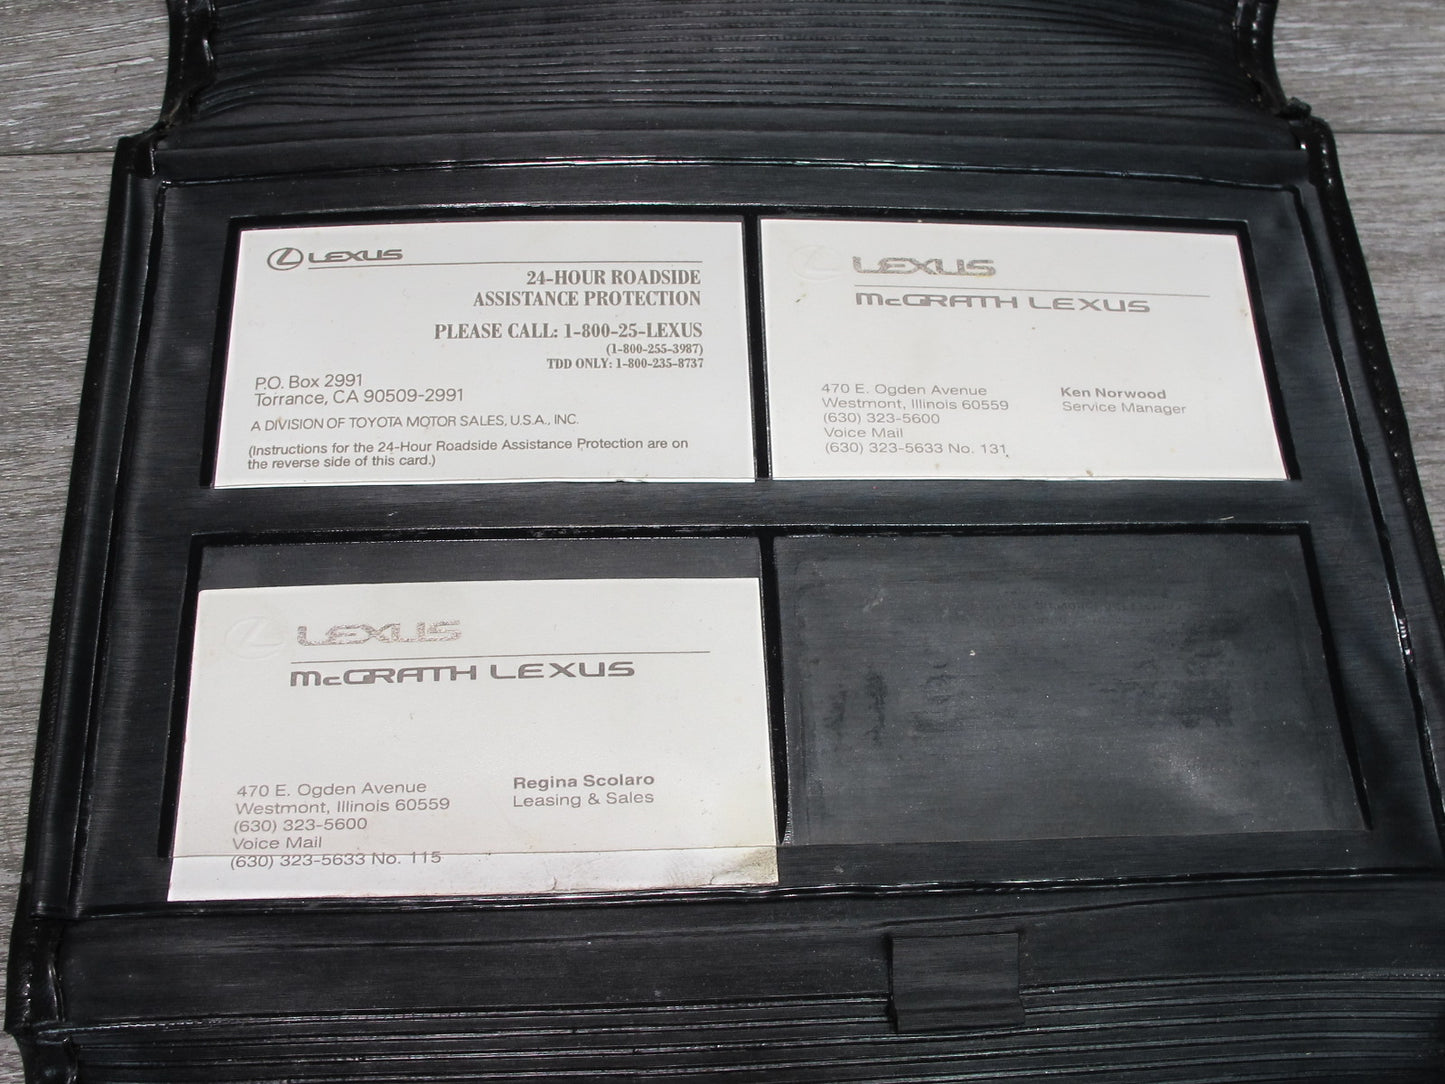 LEXUS
24-HOUR ROADSIDE
ASSISTANCE PROTECTION
PLEASE CALL: 1-800-25-LEXUS
(1-800-255-3987)
TDD ONLY: 1-800-235-8737
P.O. Box 2991
Torrance, CA 90509-2991
A DIVISION OF TOYOTA MOTOR SALES, U.S.A., INC.
(Instructions for the 24-Hour Roadside Assistance Protection are on
the reverse side of this card.)
LEXUS
McGRATH LEXUS
470 E. Ogden Avenue
Westmont, Illinois 60559
(630) 323-5600
Voice Mail
(630) 323-5633 No. 131
Ken Norwood
Service Manager
LEXUS
McGRATH LEXUS
470 E. Ogden Avenue
Westmont, Illinois 60559
(630) 323-5600
Voice Mail
(630) 323-5633 No. 115
Regina Scolaro
Leasing & Sales